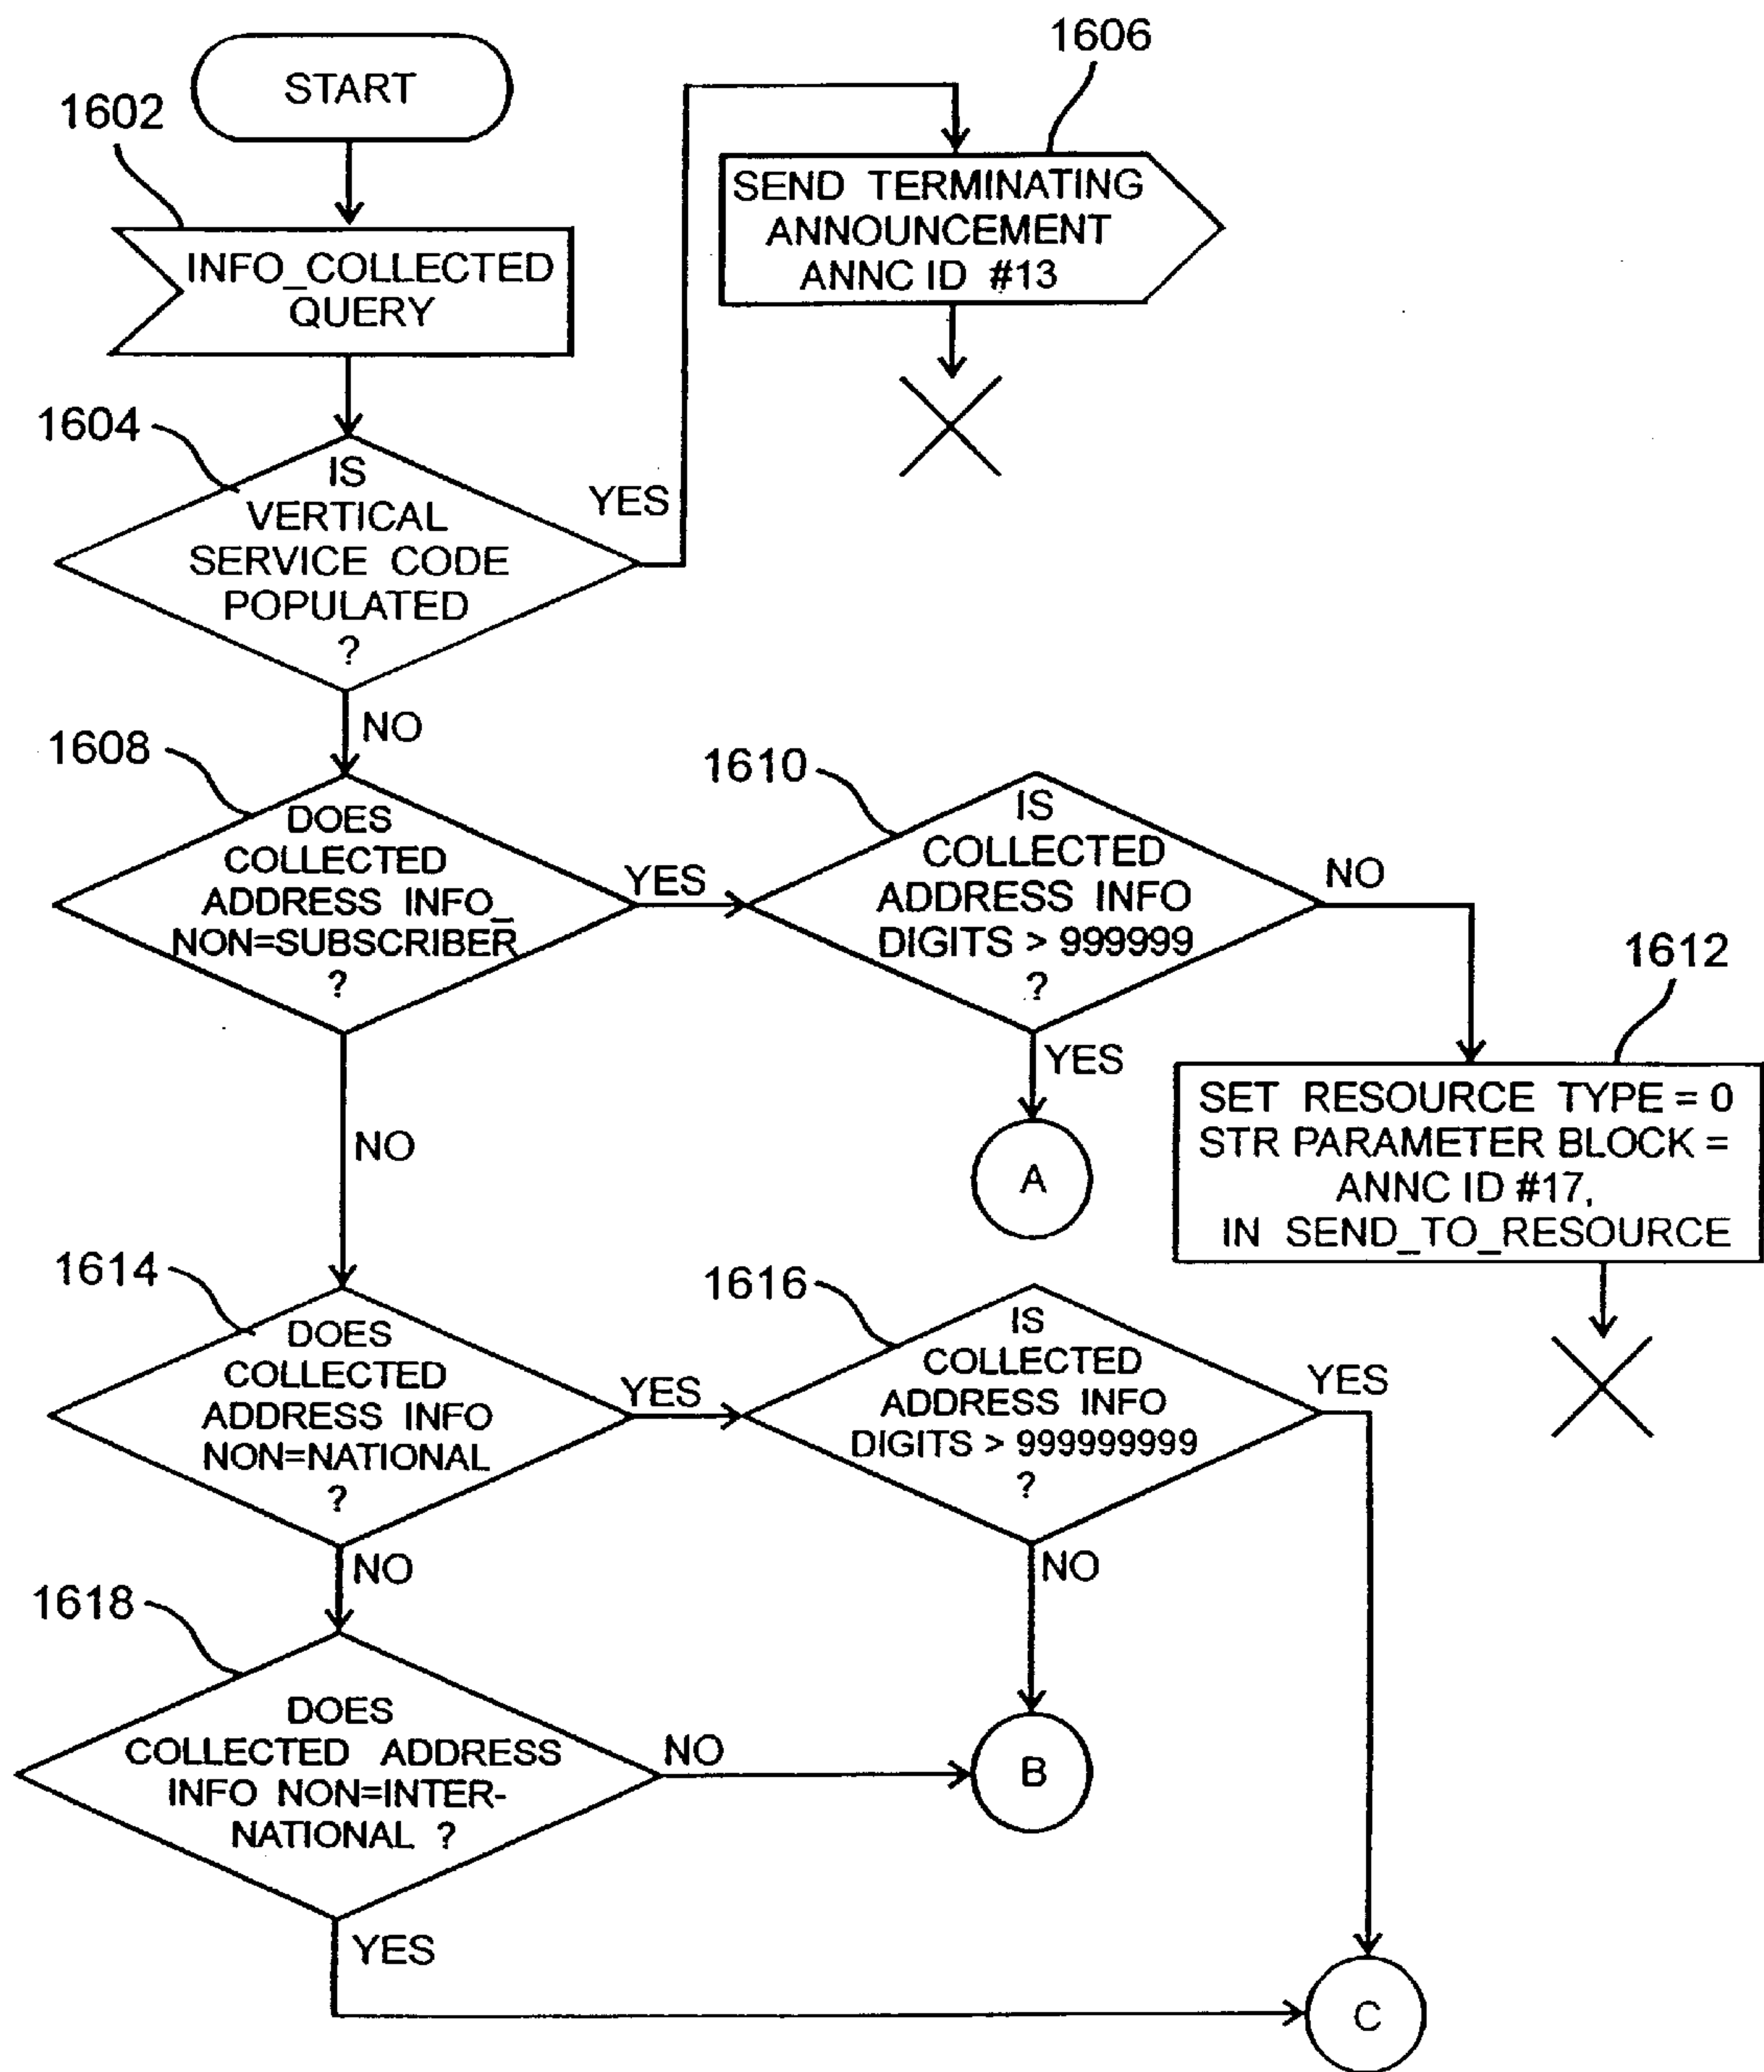 START
1602
INFO_COLLECTED
QUERY
1606
SEND TERMINATING
ANNOUNCEMENT
ANNC ID #13
1604
IS
VERTICAL
SERVICE CODE
POPULATED
?
YES
NO
1608
DOES
COLLECTED
ADDRESS INFO_
NON=SUBSCRIBER
?
YES
NO
1610
IS
COLLECTED
ADDRESS INFO
DIGITS > 999999
?
NO
YES
A
1612
SET RESOURCE TYPE = 0
STR PARAMETER BLOCK =
ANNC ID #17,
IN SEND_TO_RESOURCE
1614
DOES
COLLECTED
ADDRESS INFO
NON=NATIONAL
?
YES
NO
1616
IS
COLLECTED
ADDRESS INFO
DIGITS > 999999999
?
YES
NO
1618
DOES
COLLECTED ADDRESS
INFO NON=INTER-
NATIONAL ?
NO
B
YES
C